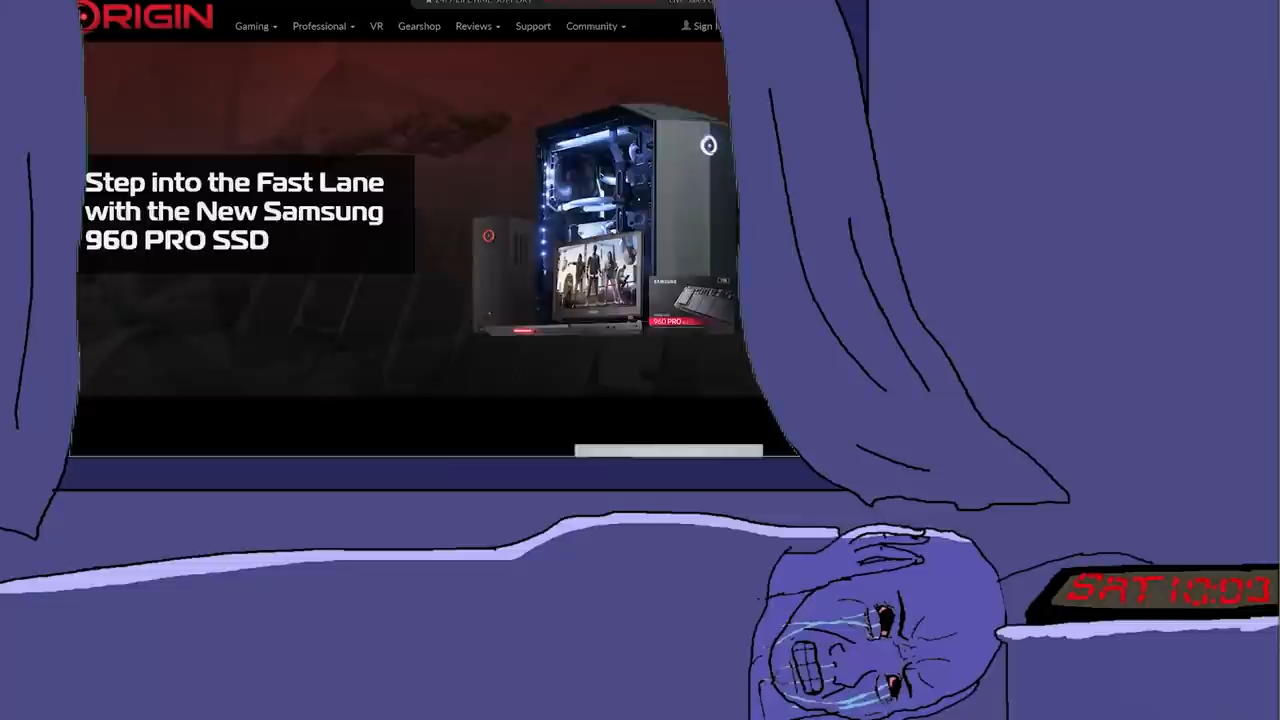 ORIGIN
Gaming Professional VR Gearshop Reviews Support Community Sign
Step into the Fast Lane
with the New Samsung
960 PRO SSD
SAMSUNG
960 PRO
SAT 10:00